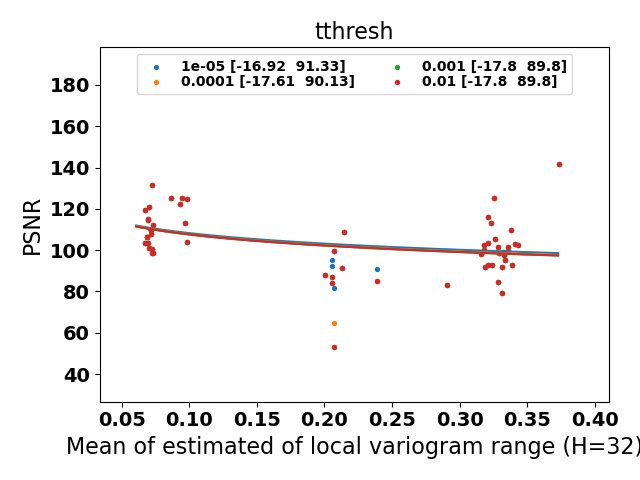 tthresh
1e-05 [-16.92  91.33]
0.0001 [-17.61  90.13]
0.001 [-17.8  89.8]
0.01 [-17.8  89.8]
PSNR
180
160
140
120
100
80
60
40
0.05 0.10 0.15 0.20 0.25 0.30 0.35 0.40
Mean of estimated of local variogram range (H=32)